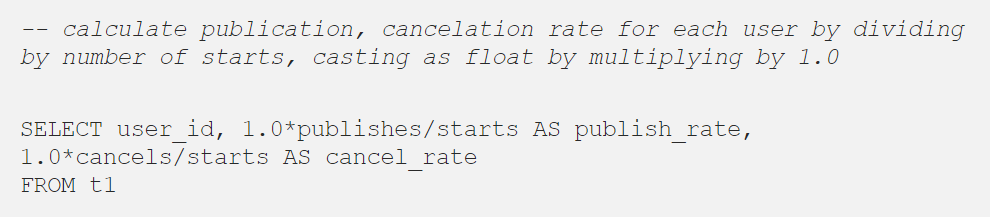 -- calculate publication, cancelation rate for each user by dividing
by number of starts, casting as float by multiplying by 1.0
SELECT user_id, 1.0*publishes/starts AS publish_rate,
1.0*cancels/starts AS cancel_rate
FROM t1